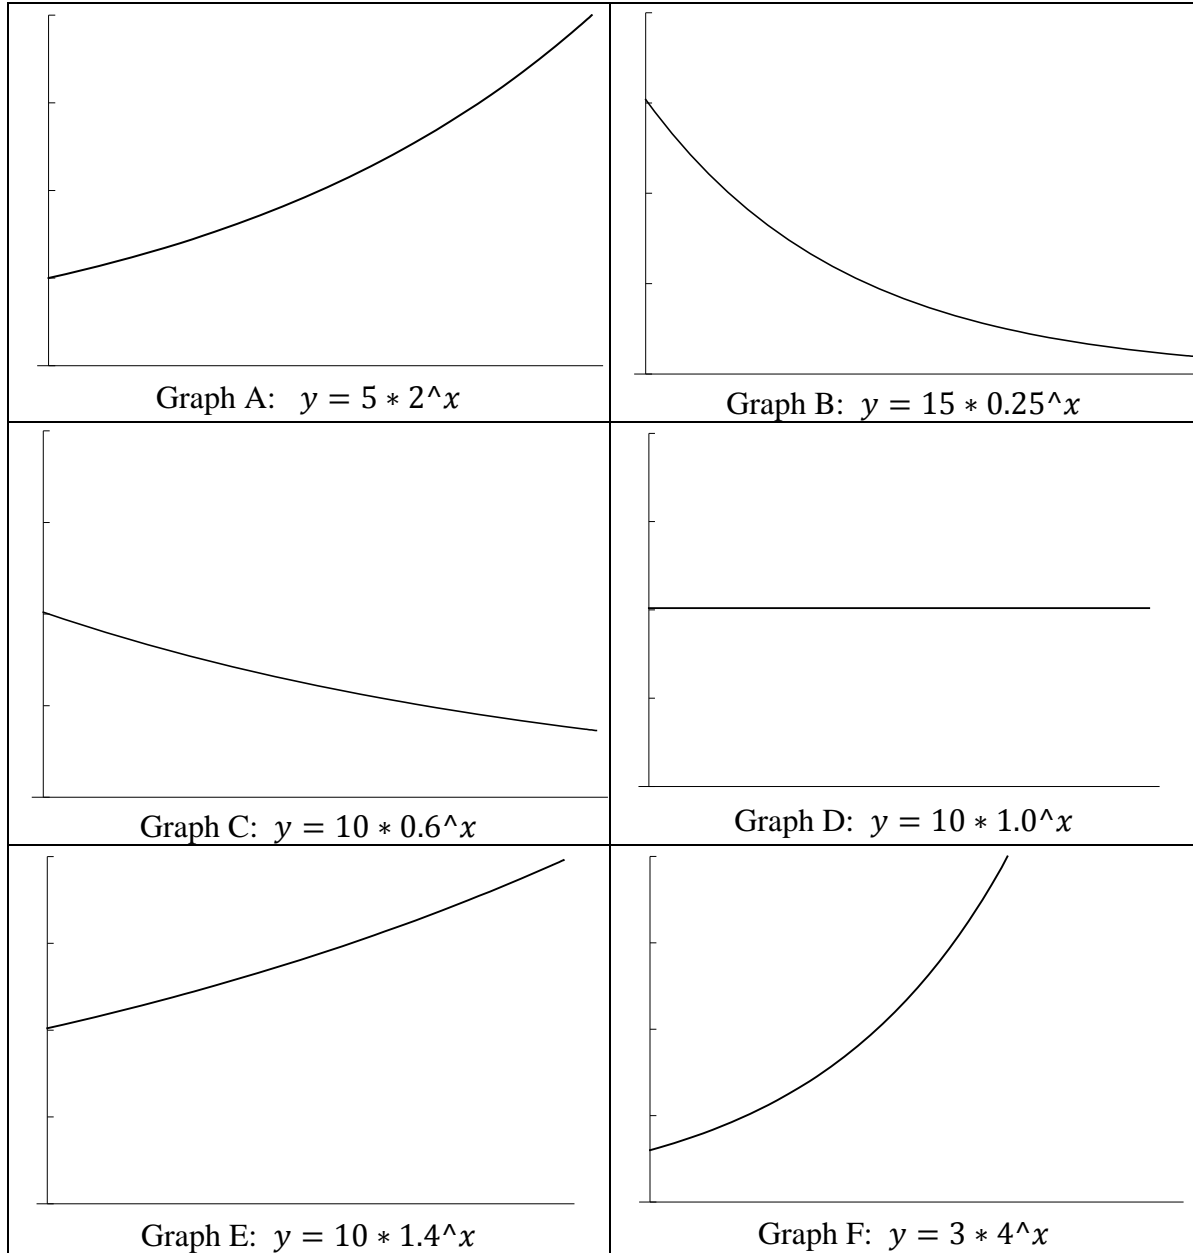 Graph A: y = 5 * 2^x
Graph B: y = 15 * 0.25^x
Graph C: y = 10 * 0.6^x
Graph D: y = 10 * 1.0^x
Graph E: y = 10 * 1.4^x
Graph F: y = 3 * 4^x